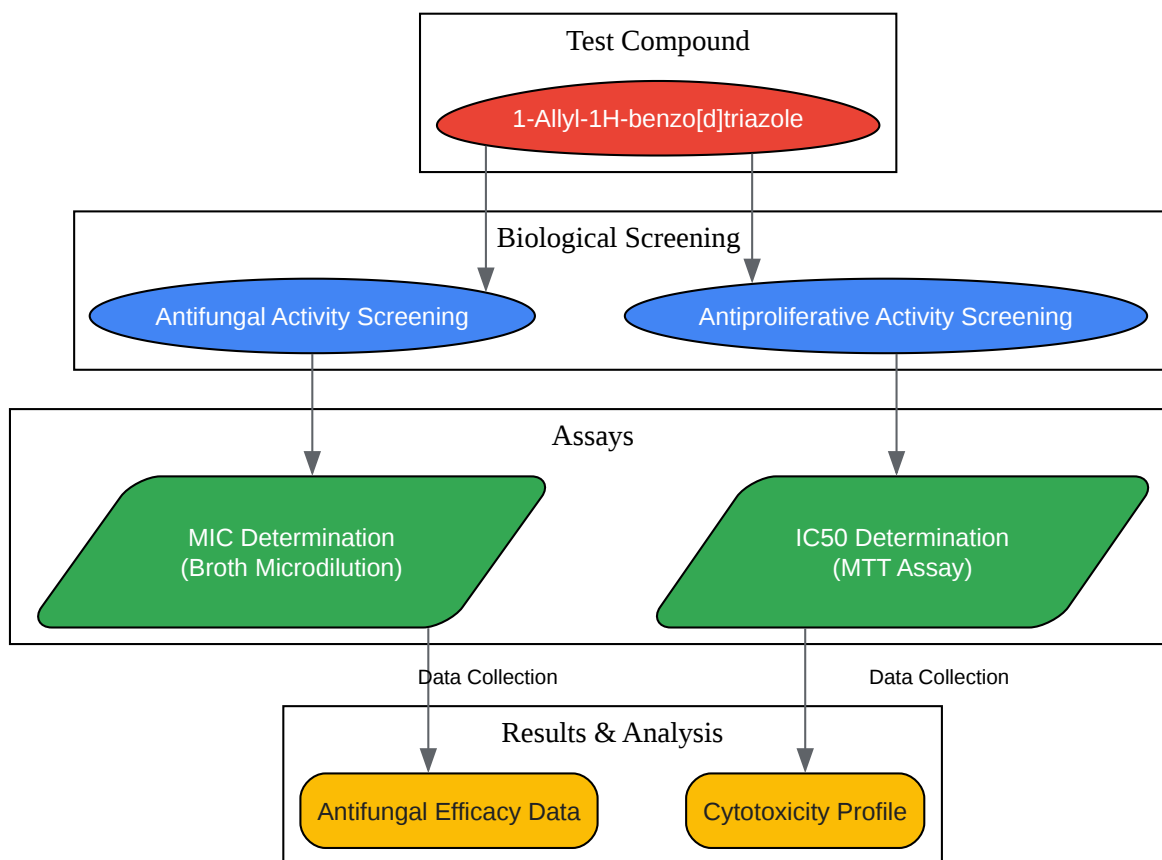 Test Compound
1-Allyl-1H-benzo[d]triazole
Biological Screening
Antifungal Activity Screening
Antiproliferative Activity Screening
Assays
MIC Determination
(Broth Microdilution)
IC50 Determination
(MTT Assay)
Data Collection
Data Collection
Results & Analysis
Antifungal Efficacy Data
Cytotoxicity Profile